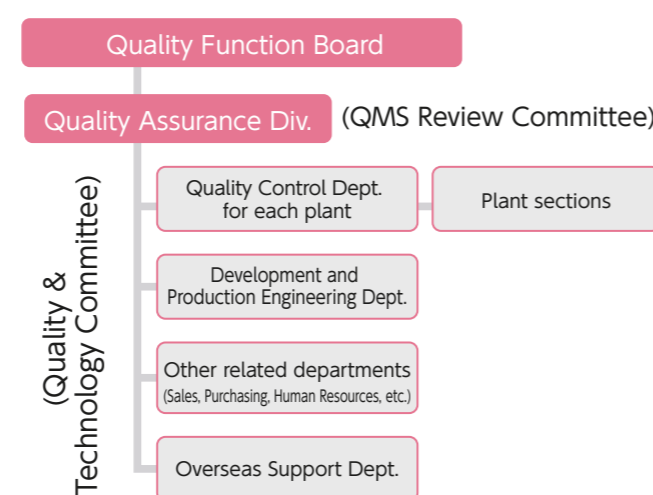 Quality Function Board
Quality Assurance Div.
(QMS Review Committee)
(Quality &
Technology Committee)
Quality Control Dept.
for each plant
Plant sections
Development and
Production Engineering Dept.
Other related departments
(Sales, Purchasing, Human Resources, etc.)
Overseas Support Dept.